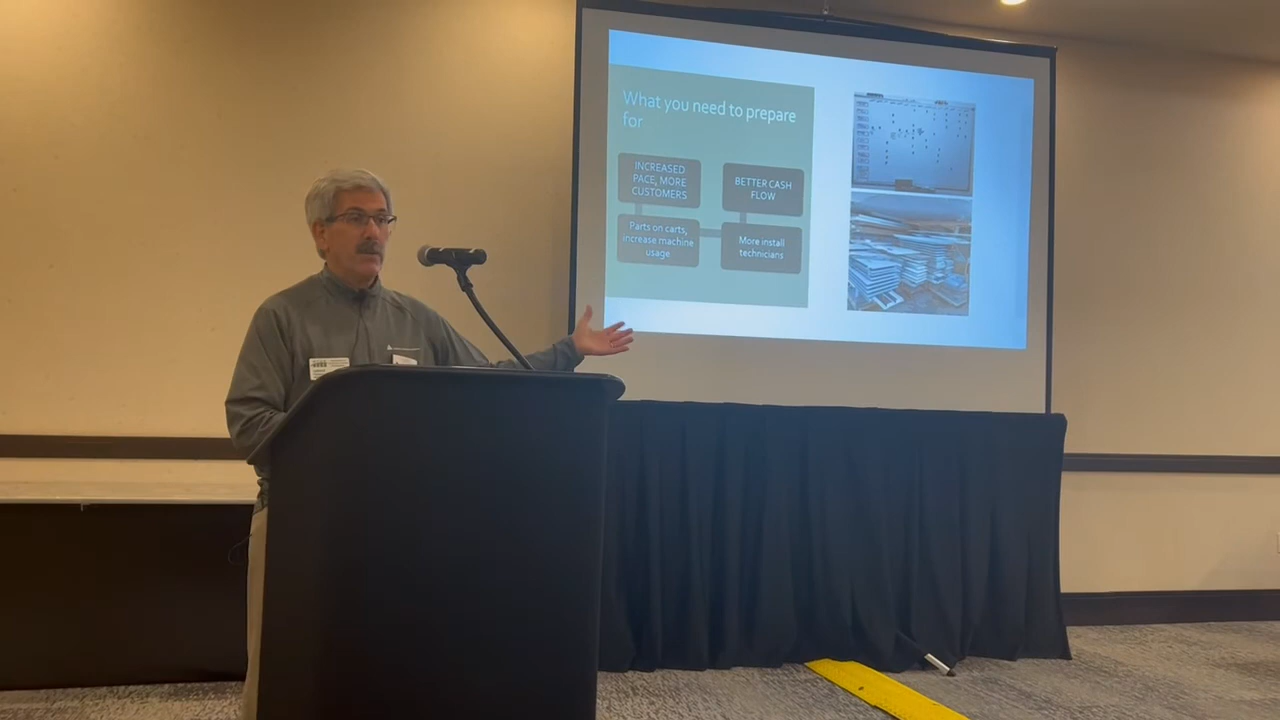 What you need to prepare
for
INCREASED
PACE, MORE
CUSTOMERS
BETTER CASH
FLOW
Parts on carts,
increase machine
usage
More install
technicians